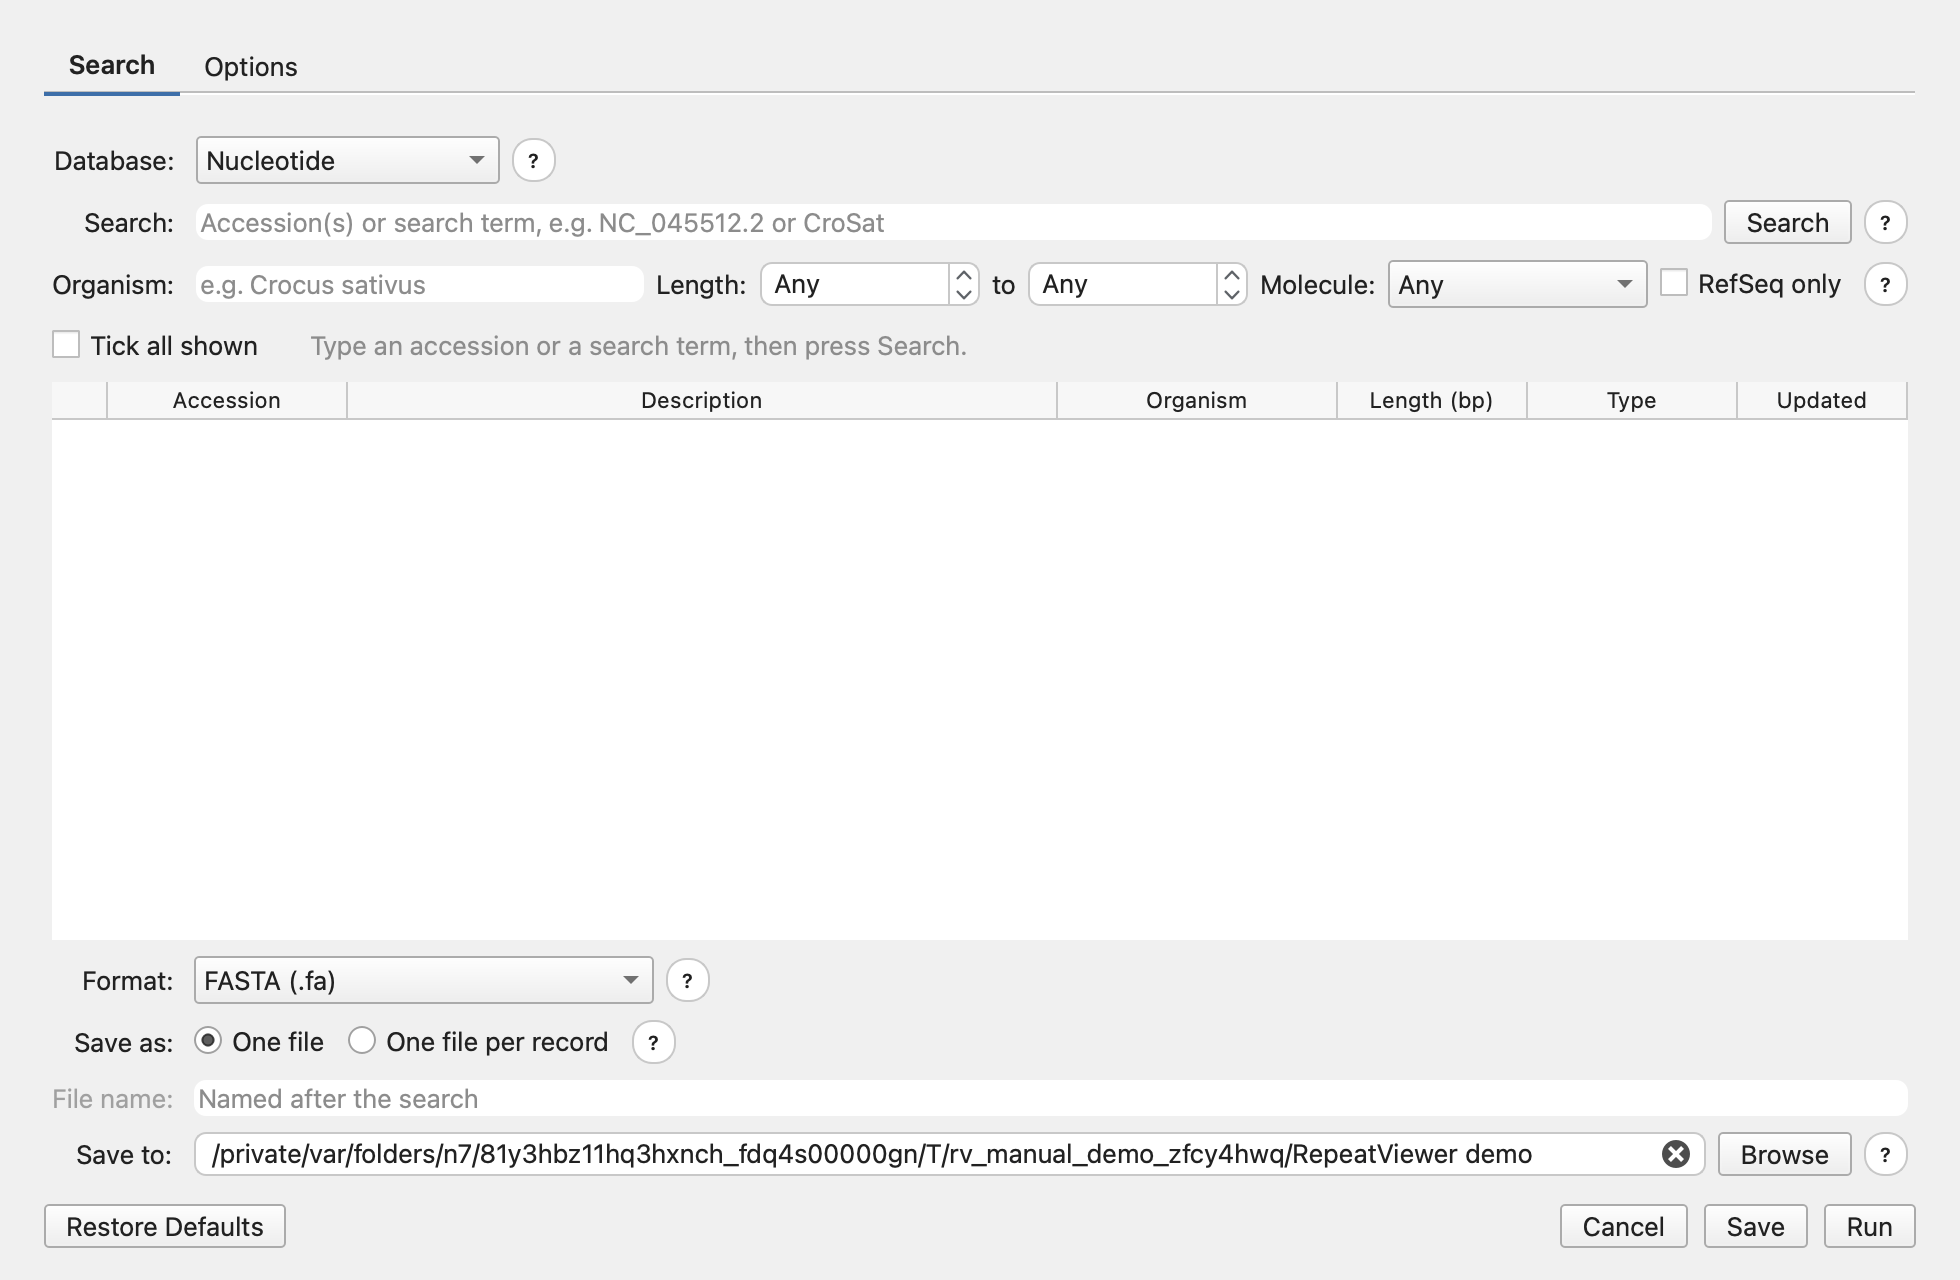 Search Options
Database: Nucleotide ?
Search: Accession(s) or search term, e.g. NC_045512.2 or CroSat Search ?
Organism: e.g. Crocus sativus Length: Any to Any Molecule: Any RefSeq only ?
Tick all shown Type an accession or a search term, then press Search.
Accession Description Organism Length (bp) Type Updated
Format: FASTA (.fa) ?
Save as: One file One file per record ?
File name: Named after the search
Save to: /private/var/folders/n7/81y3hbz11hq3hxnch_fdq4s00000gn/T/rv_manual_demo_zfcy4hwq/RepeatViewer demo Browse ?
Restore Defaults Cancel Save Run